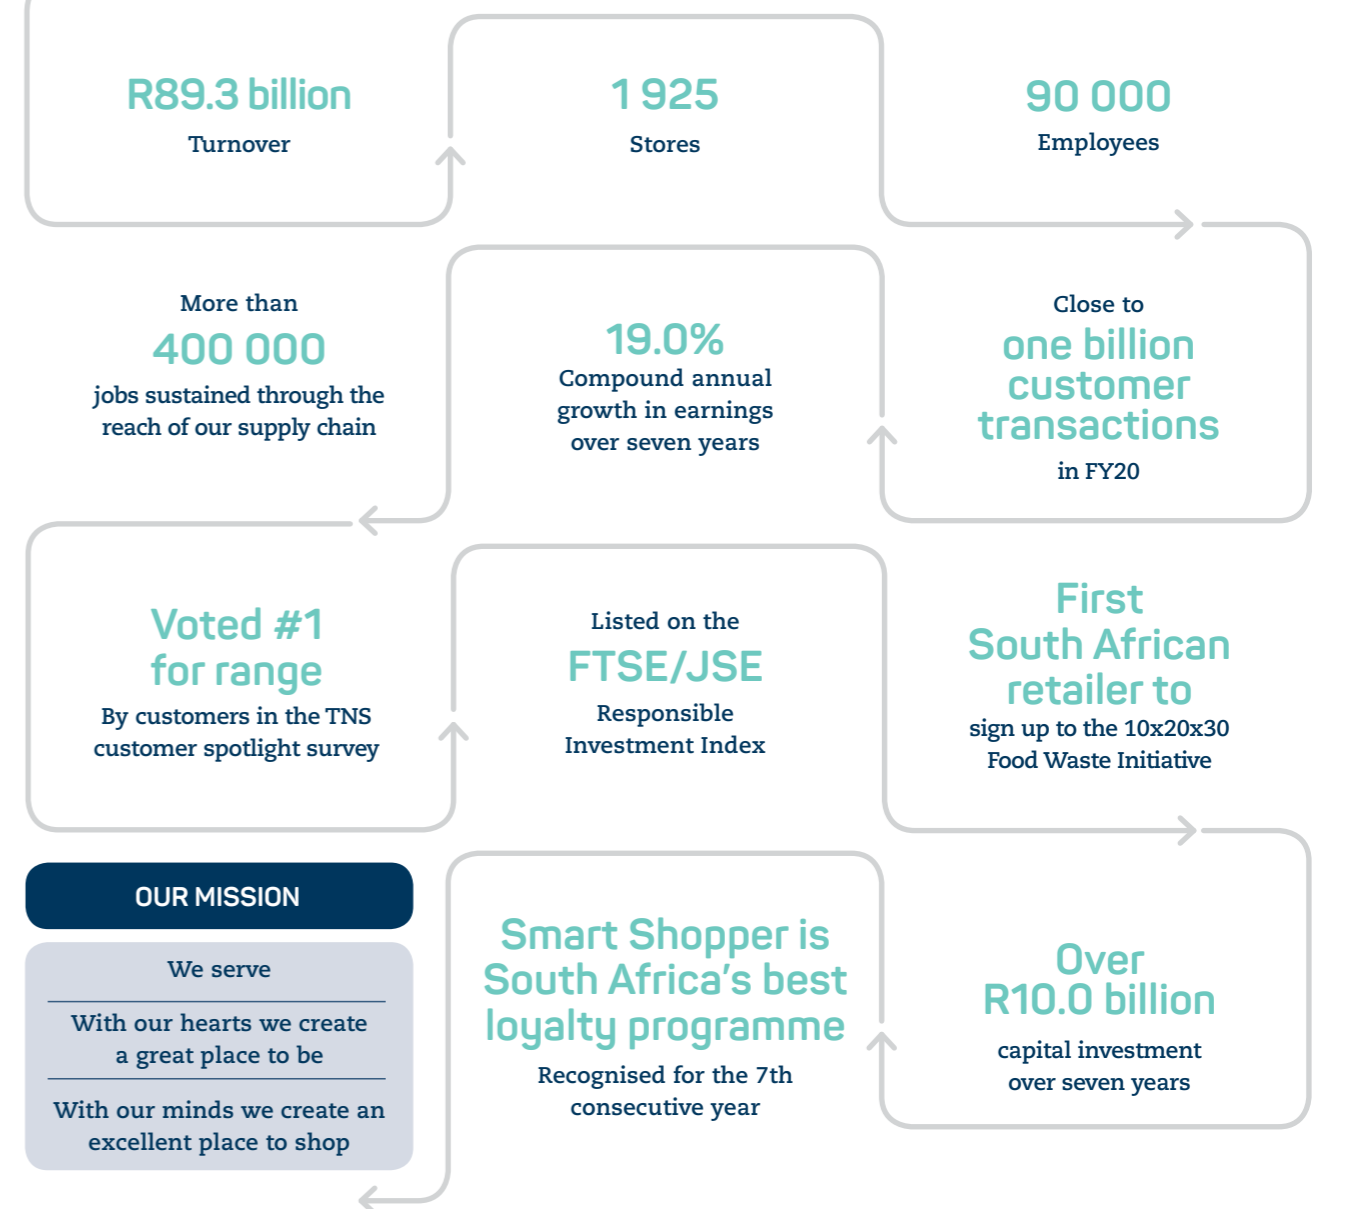 R89.3 billion
Turnover
1 925
Stores
90 000
Employees
More than
400 000
jobs sustained through the
reach of our supply chain
19.0%
Compound annual
growth in earnings
over seven years
Close to
one billion
customer
transactions
in FY20
Voted #1
for range
By customers in the TNS
customer spotlight survey
Listed on the
FTSE/JSE
Responsible
Investment Index
First
South African
retailer to
sign up to the 10x20x30
Food Waste Initiative
OUR MISSION
We serve
With our hearts we create
a great place to be
With our minds we create an
excellent place to shop
Smart Shopper is
South Africa's best
loyalty programme
Recognised for the 7th
consecutive year
Over
R10.0 billion
capital investment
over seven years